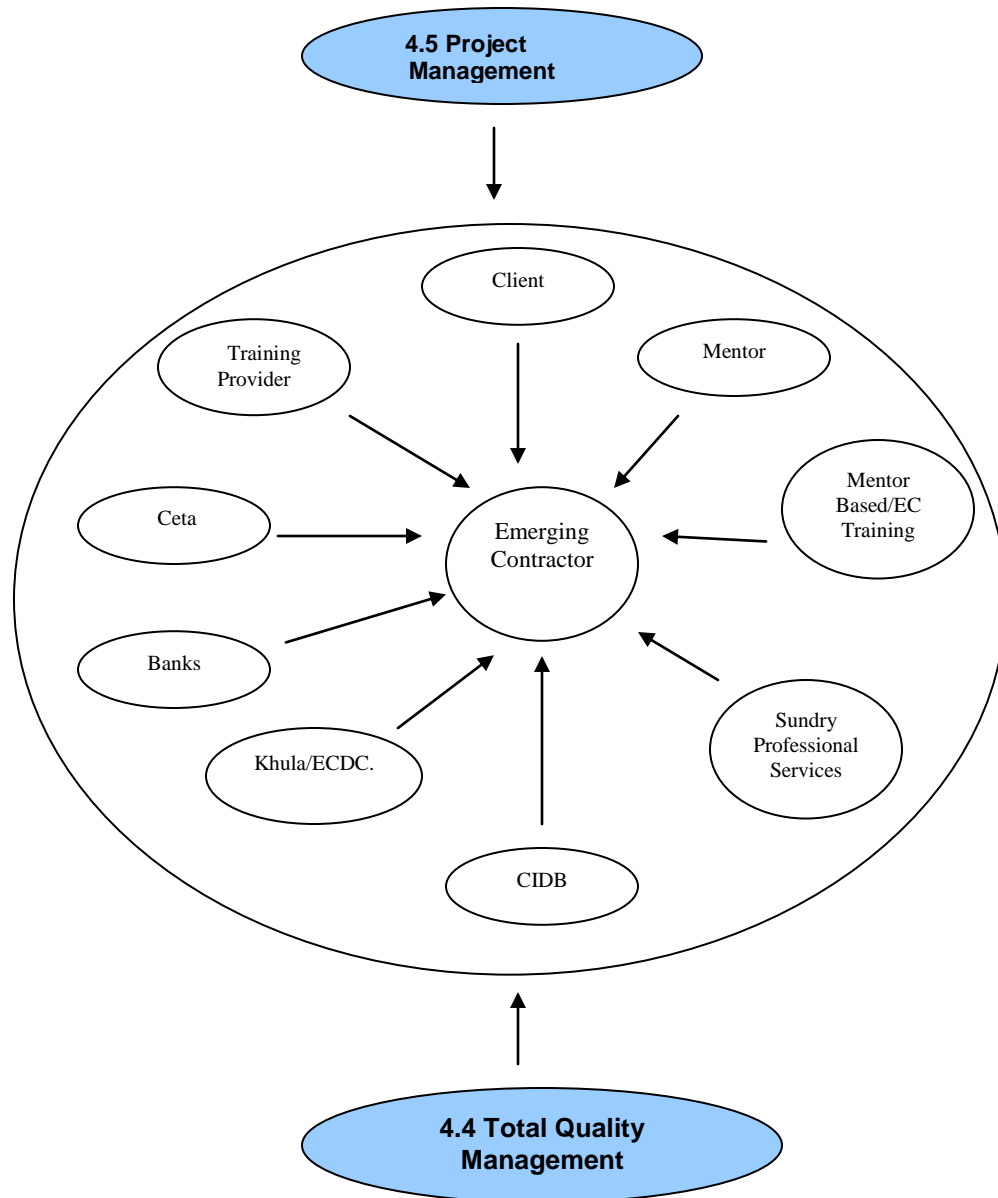 4.5 Project
Management
Client
Training
Provider
Mentor
Mentor
Based/EC
Training
Ceta
Emerging
Contractor
Banks
Sundry
Professional
Services
Khula/ECDC.
CIDB
4.4 Total Quality
Management